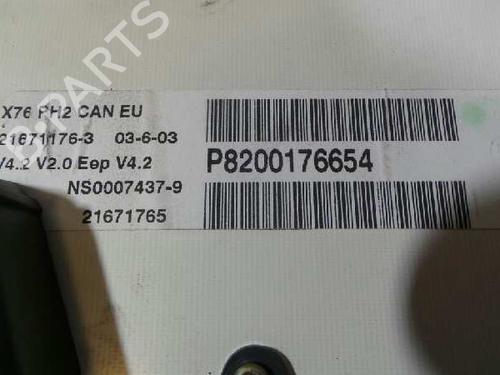 X76 PH2 CAN EU
21671176-3 03-6-03
V4.2 V2.0 Eep V4.2
P8200176654
NS0007437-9
21671765
B-PARTS